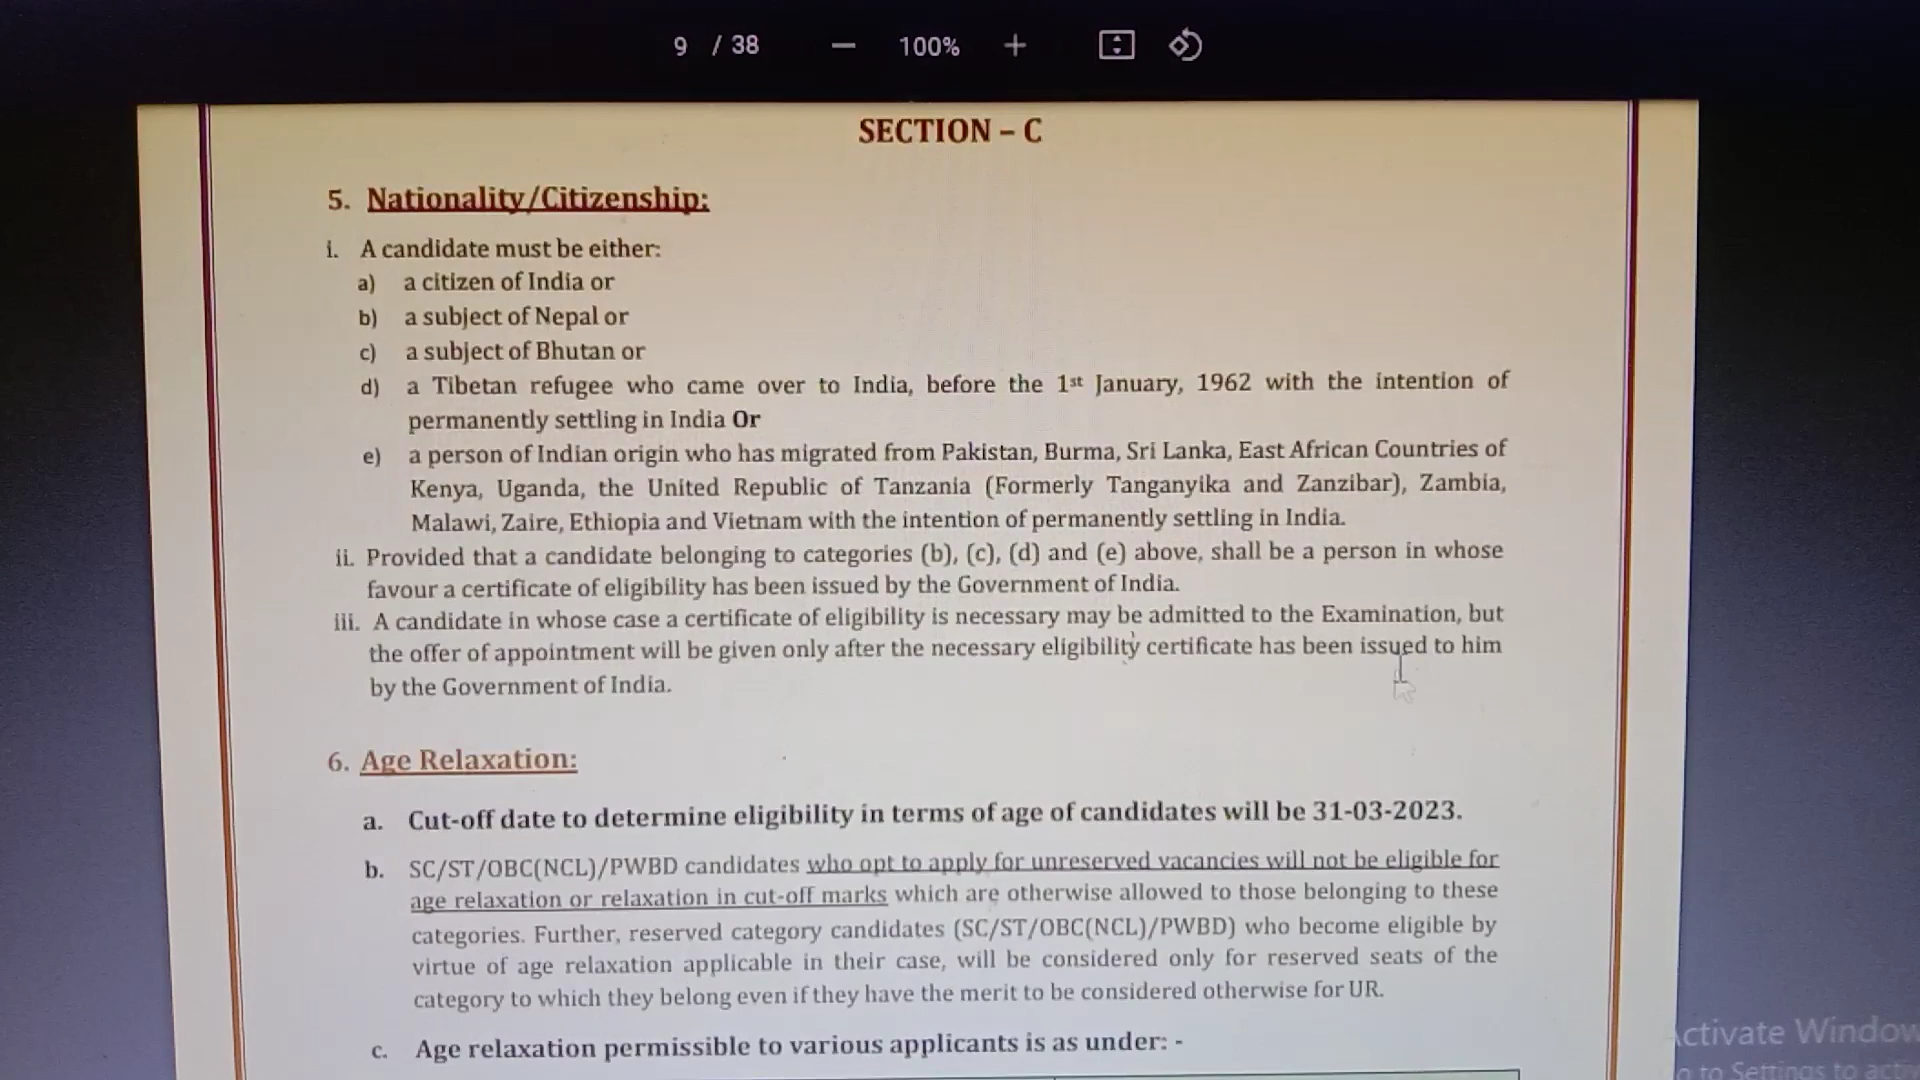 9 / 38 — 100% +
SECTION – C
5. Nationality/Citizenship:
i. A candidate must be either:
a) a citizen of India or
b) a subject of Nepal or
c) a subject of Bhutan or
d) a Tibetan refugee who came over to India, before the 1st January, 1962 with the intention of
permanently settling in India Or
e) a person of Indian origin who has migrated from Pakistan, Burma, Sri Lanka, East African Countries of
Kenya, Uganda, the United Republic of Tanzania (Formerly Tanganyika and Zanzibar), Zambia,
Malawi, Zaire, Ethiopia and Vietnam with the intention of permanently settling in India.
ii. Provided that a candidate belonging to categories (b), (c), (d) and (e) above, shall be a person in whose
favour a certificate of eligibility has been issued by the Government of India.
iii. A candidate in whose case a certificate of eligibility is necessary may be admitted to the Examination, but
the offer of appointment will be given only after the necessary eligibility certificate has been issued to him
by the Government of India.
6. Age Relaxation:
a. Cut-off date to determine eligibility in terms of age of candidates will be 31-03-2023.
b. SC/ST/OBC(NCL)/PWBD candidates who opt to apply for unreserved vacancies will not be eligible for
age relaxation or relaxation in cut-off marks which are otherwise allowed to those belonging to these
categories. Further, reserved category candidates (SC/ST/OBC(NCL)/PWBD) who become eligible by
virtue of age relaxation applicable in their case, will be considered only for reserved seats of the
category to which they belong even if they have the merit to be considered otherwise for UR.
c. Age relaxation permissible to various applicants is as under: -
ctivate Window
o to Settings to activ